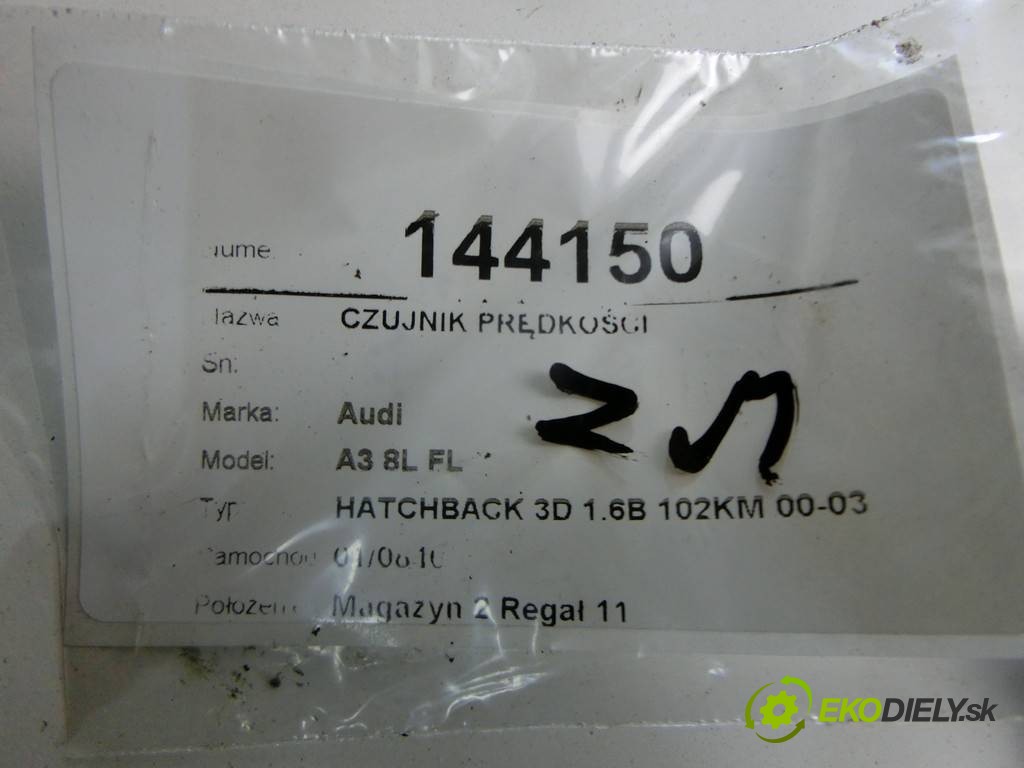 144150
CZUJNIK PRĘDKOŚCI
Sn:
Marka: Audi
Model: A3 8L FL
Typ HATCHBACK 3D 1.6B 102KM 00-03
Magazyn 2 Regał 11
EKODIELY.sk